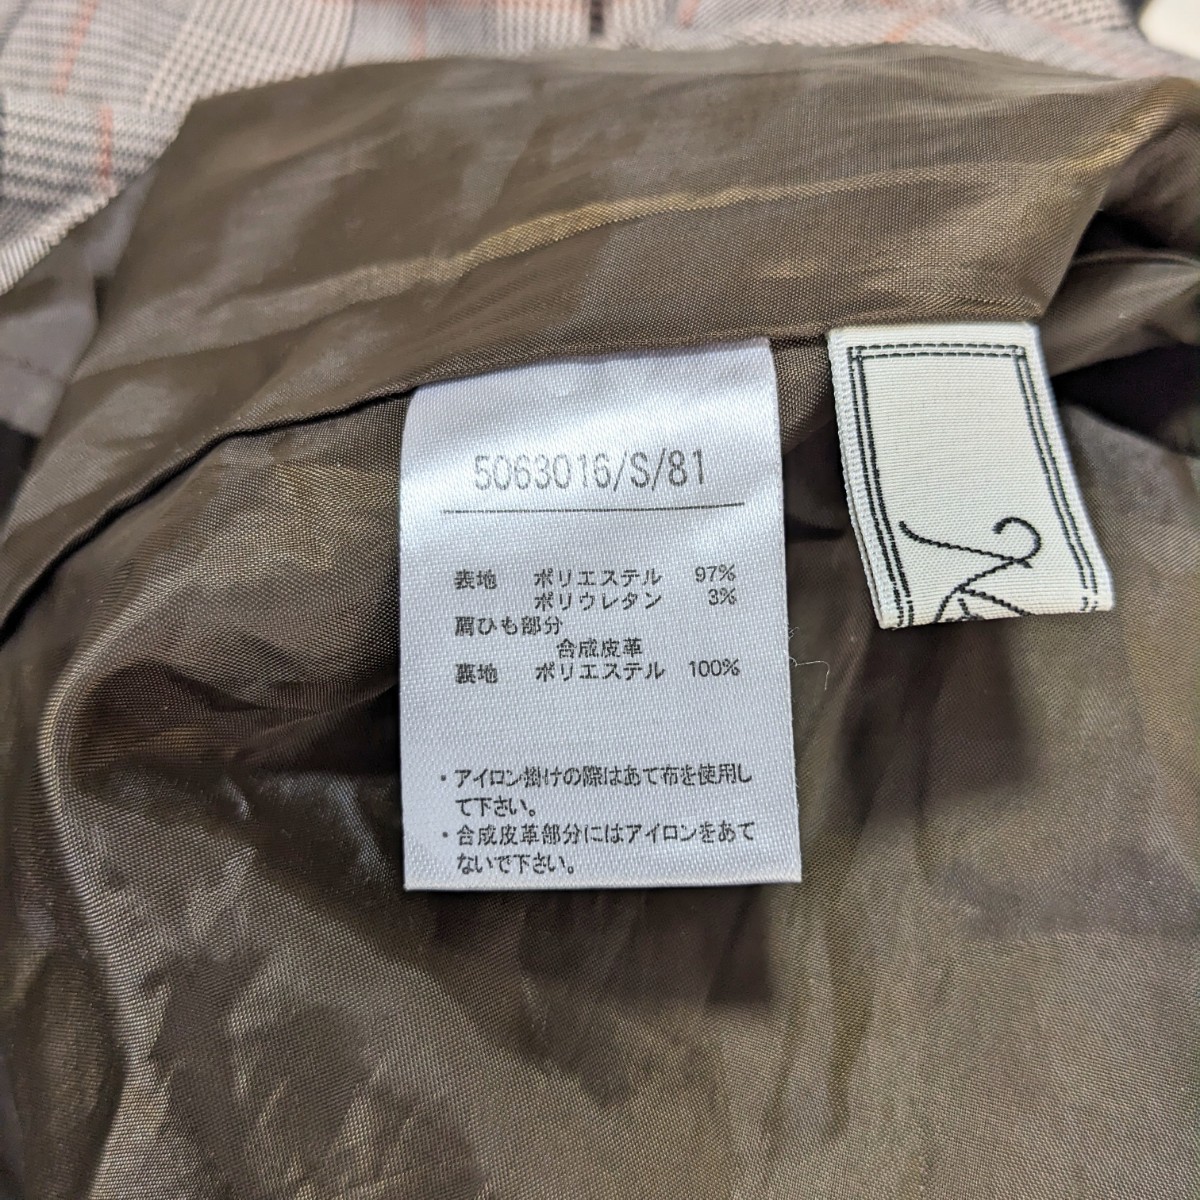 5063016/S/81
表地 ポリエステル 97%
ポリウレタン 3%
肩ひも部分
合成皮革
裏地 ポリエステル 100%
・アイロン掛けの際はあて布を使用し
て下さい。
・合成皮革部分にはアイロンをあて
ないで下さい。